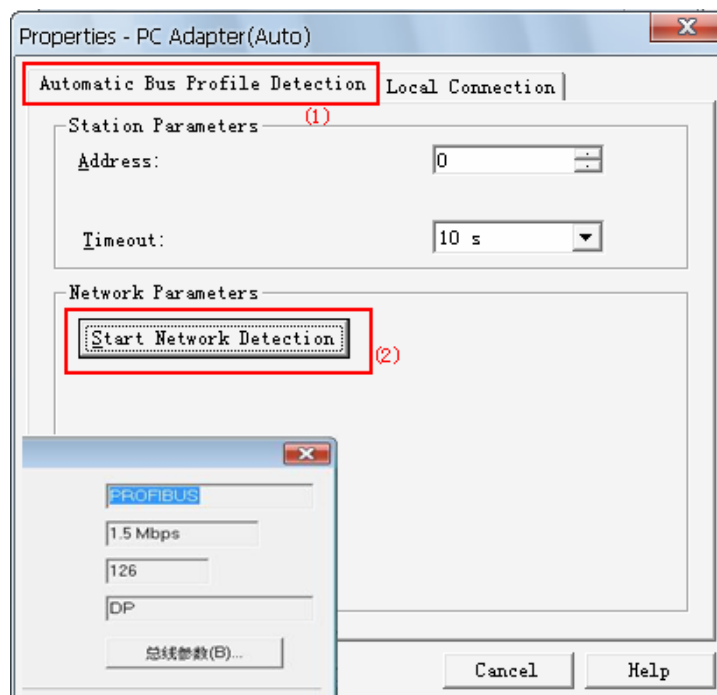 Properties - PC Adapter(Auto)
Automatic Bus Profile Detection
Local Connection
(1)
Station Parameters
Address:
0
Timeout:
10 s
Network Parameters
Start Network Detection
(2)
PROFIBUS
1.5 Mbps
126
DP
总线参数(B)...
Cancel
Help